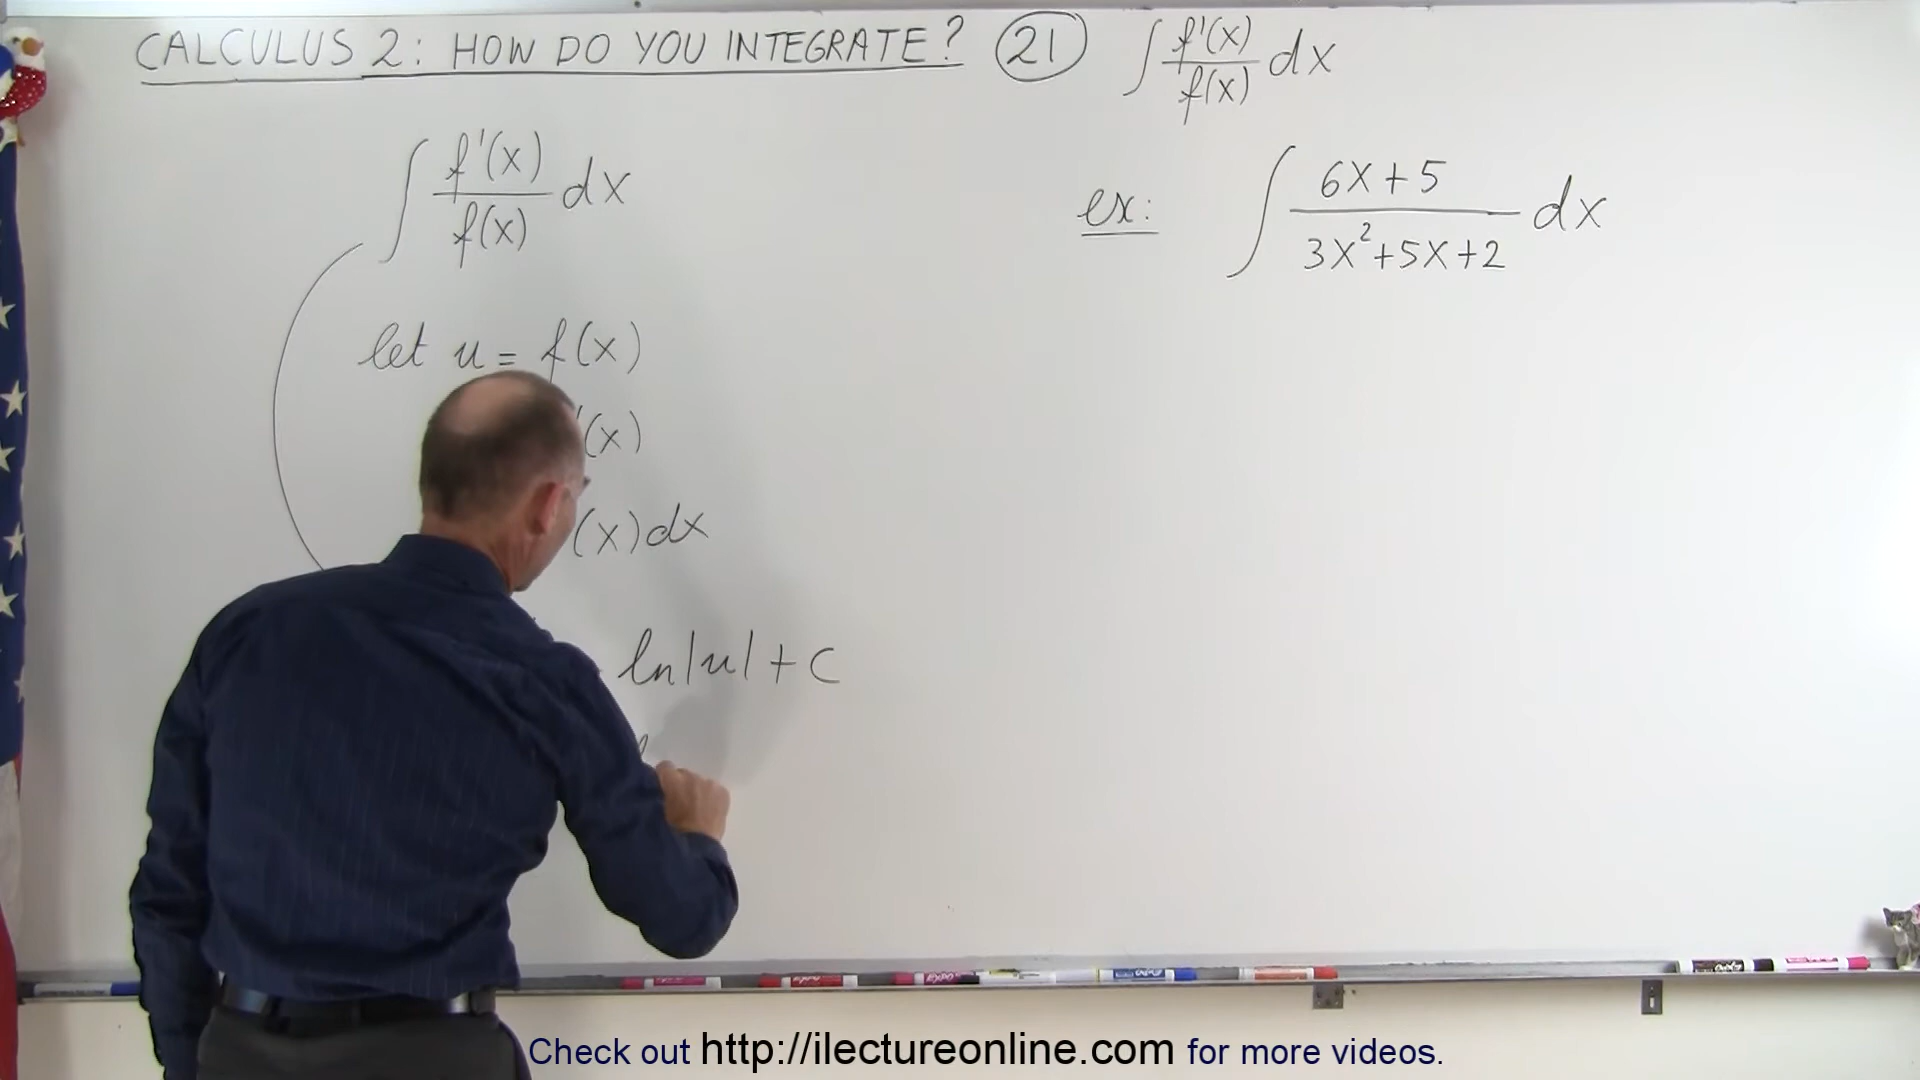 CALCULUS 2: HOW DO YOU INTEGRATE? 21 ∫ f'(x)/f(x) dx
∫ f'(x)/f(x) dx
let u = f(x)
'(x)
(x)dx
ln|u| + C
ex: ∫ 6x+5/3x²+5x+2 dx
Check out http://ilectureonline.com for more videos.